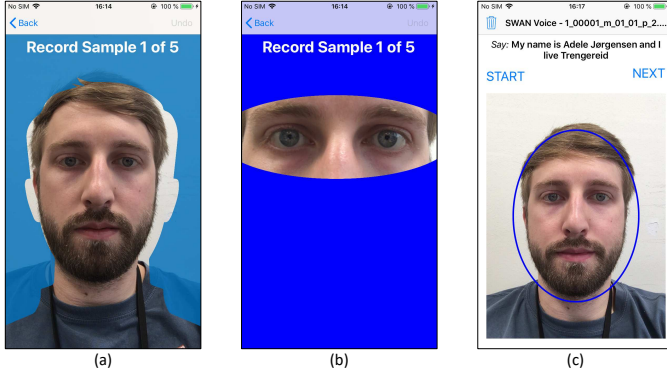 No SIM 16:14 100 %
Back Undo
Record Sample 1 of 5
(a)
No SIM 16:14 100 %
Back Undo
Record Sample 1 of 5
(b)
No SIM 16:17 100 %
SWAN Voice - 1_00001_m_01_01_p_2....
Say: My name is Adele Jørgensen and I
live Trengereid
START NEXT
(c)